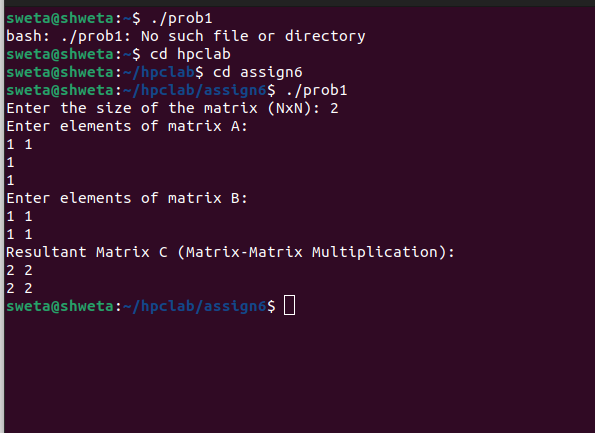 sweta@shweta:~$ ./prob1
bash: ./prob1: No such file or directory
sweta@shweta:~$ cd hpclab
sweta@shweta:~/hpclab$ cd assign6
sweta@shweta:~/hpclab/assign6$ ./prob1
Enter the size of the matrix (NxN): 2
Enter elements of matrix A:
1 1
1
1
Enter elements of matrix B:
1 1
1 1
Resultant Matrix C (Matrix-Matrix Multiplication):
2 2
2 2
sweta@shweta:~/hpclab/assign6$